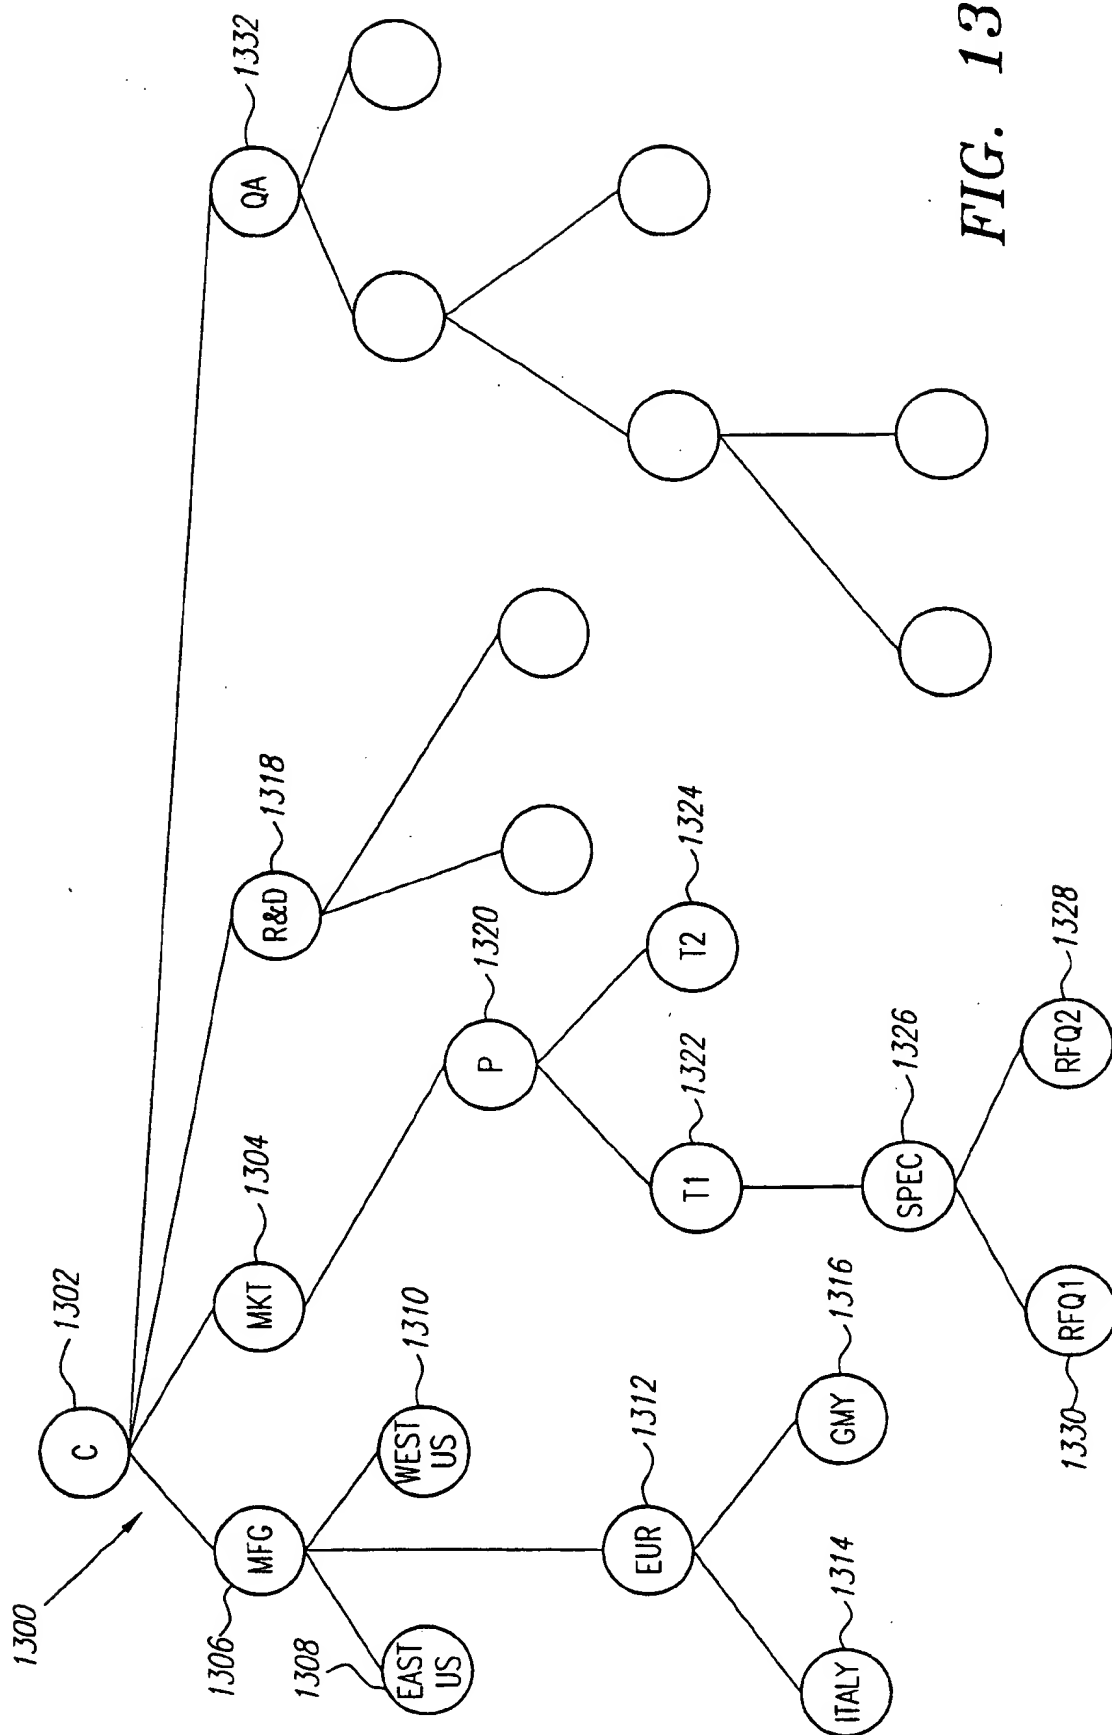 1300
C
1302
MFG
1306
MKT
1304
R&D
1318
QA
1332
EAST
US
1308
WEST
US
1310
EUR
1312
ITALY
1314
GMY
1316
P
1320
T1
1322
T2
1324
SPEC
1326
RFQ1
1330
RFQ2
1328
FIG. 13